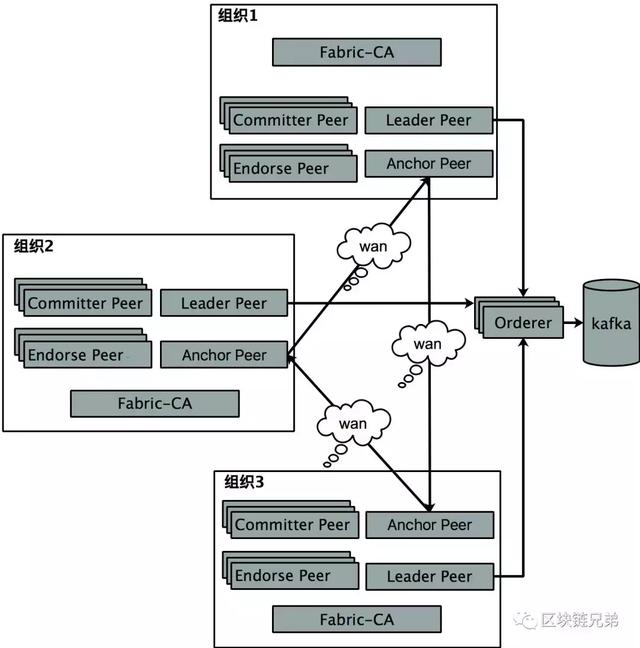 组织1
Fabric-CA
Committer Peer
Leader Peer
Endorse Peer
Anchor Peer
wan
组织2
Committer Peer
Leader Peer
Endorse Peer
Anchor Peer
Fabric-CA
Orderer
kafka
wan
wan
组织3
Committer Peer
Anchor Peer
Endorse Peer
Leader Peer
Fabric-CA
区块链兄弟